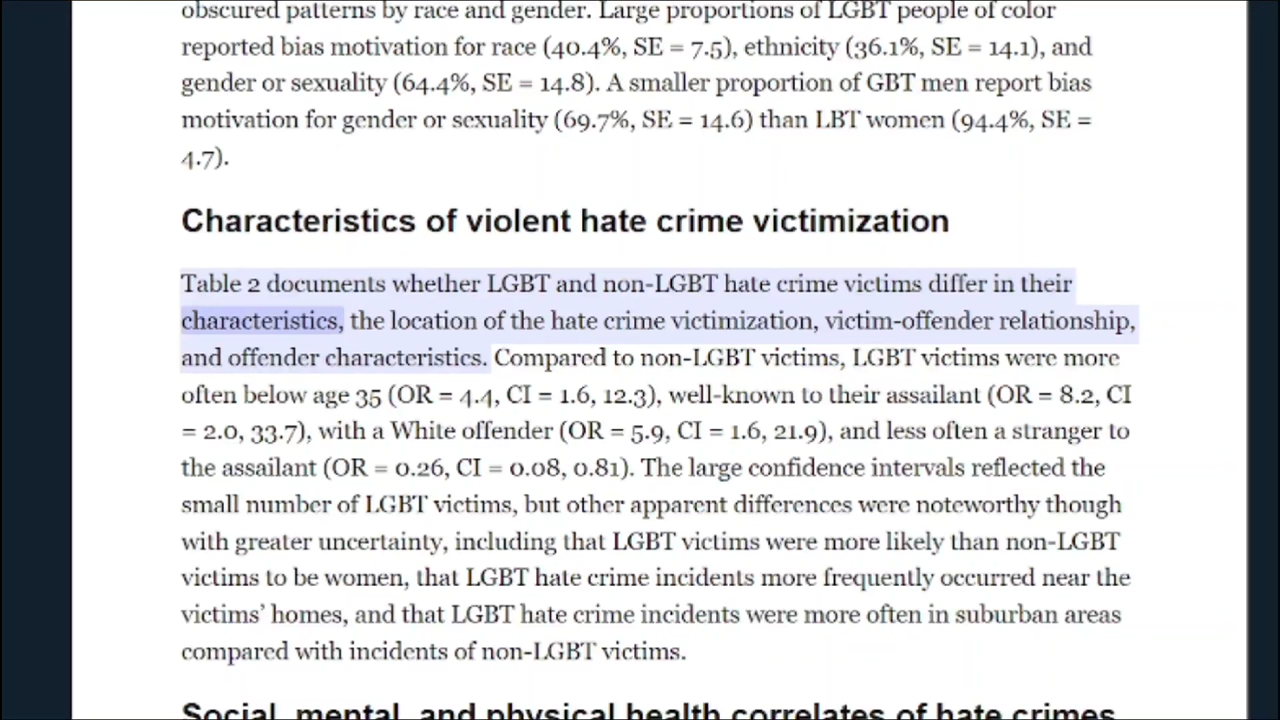 obscured patterns by race and gender. Large proportions of LGBT people of color
reported bias motivation for race (40.4%, SE = 7.5), ethnicity (36.1%, SE = 14.1), and
gender or sexuality (64.4%, SE = 14.8). A smaller proportion of GBT men report bias
motivation for gender or sexuality (69.7%, SE = 14.6) than LBT women (94.4%, SE =
4.7).
Characteristics of violent hate crime victimization
Table 2 documents whether LGBT and non-LGBT hate crime victims differ in their
characteristics, the location of the hate crime victimization, victim-offender relationship,
and offender characteristics. Compared to non-LGBT victims, LGBT victims were more
often below age 35 (OR = 4.4, CI = 1.6, 12.3), well-known to their assailant (OR = 8.2, CI
= 2.0, 33.7), with a White offender (OR = 5.9, CI = 1.6, 21.9), and less often a stranger to
the assailant (OR = 0.26, CI = 0.08, 0.81). The large confidence intervals reflected the
small number of LGBT victims, but other apparent differences were noteworthy though
with greater uncertainty, including that LGBT victims were more likely than non-LGBT
victims to be women, that LGBT hate crime incidents more frequently occurred near the
victims’ homes, and that LGBT hate crime incidents were more often in suburban areas
compared with incidents of non-LGBT victims.
Social, mental, and physical health correlates of hate crimes